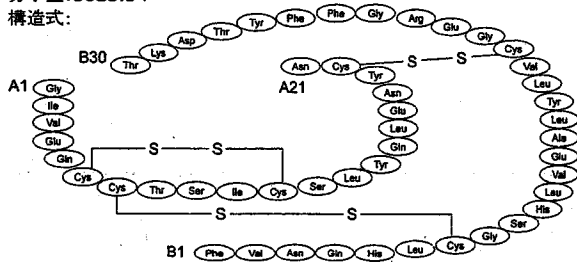 構造式:
B30 Thr Lys Asp Thr Tyr Phe Phe Gly Arg Glu Gly Cys Val Leu Tyr Leu Ala Glu Val Leu His Ser Gly Cys Leu His Gln Asn Val Phe B1
A1 Gly Ile Val Glu Gln Cys Cys Thr Ser Ile Cys Ser Leu Tyr Gln Leu Glu Asn Tyr Cys Asn A21
S S
S S
S S